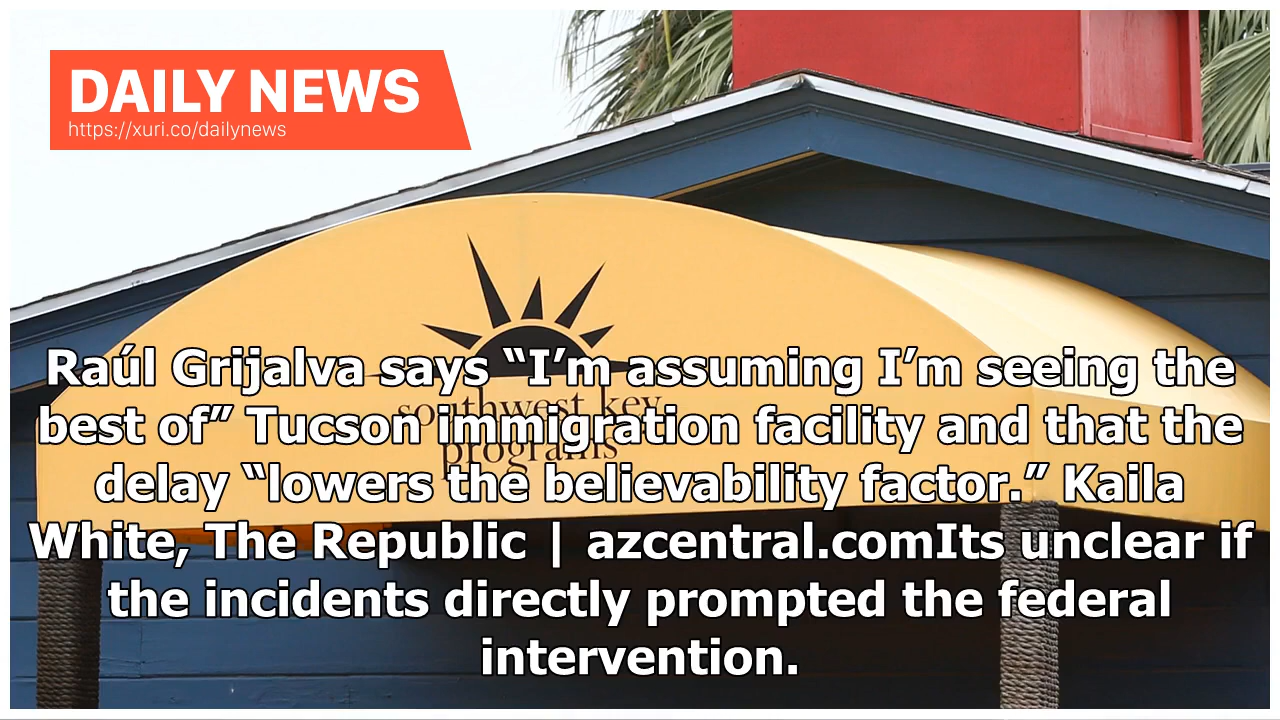 DAILY NEWS
https://xuri.co/dailynews
southwest key
programs
Raúl Grijalva says “I’m assuming I’m seeing the
best of” Tucson immigration facility and that the
delay “lowers the believability factor.” Kaila
White, The Republic | azcentral.comIts unclear if
the incidents directly prompted the federal
intervention.